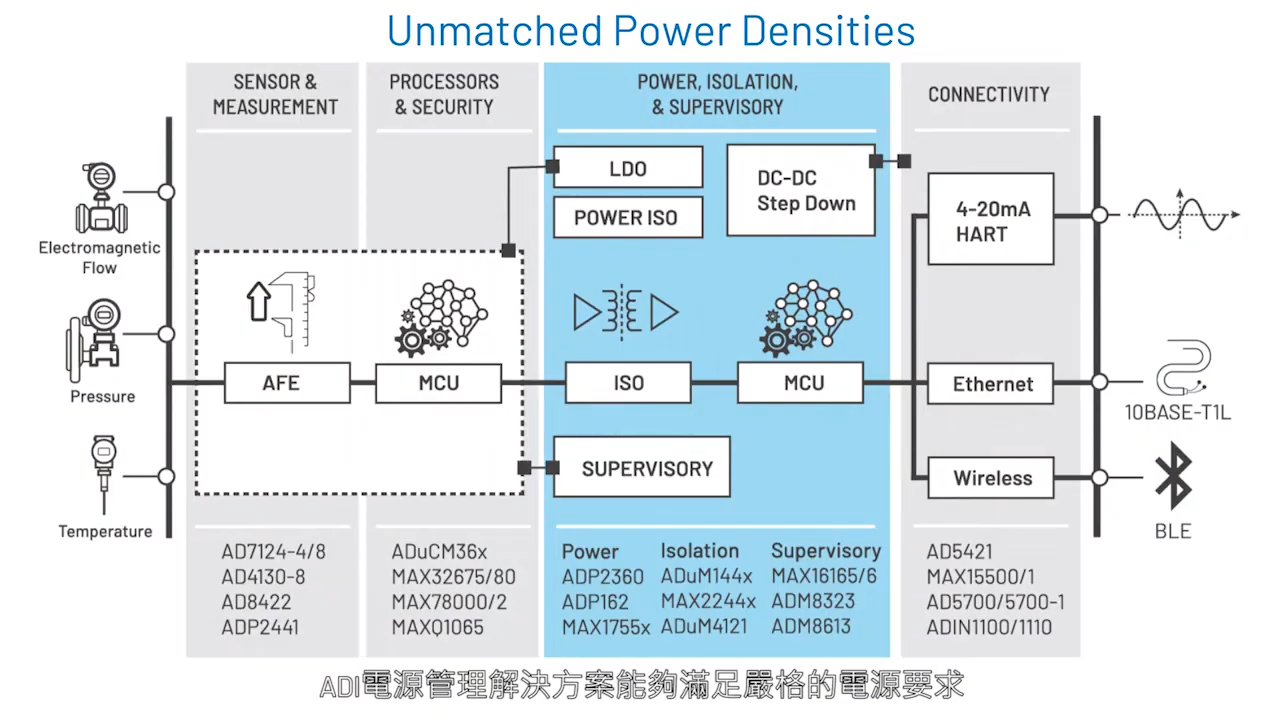 Unmatched Power Densities
SENSOR &
MEASUREMENT
PROCESSORS
& SECURITY
POWER, ISOLATION,
& SUPERVISORY
CONNECTIVITY
LDO
POWER ISO
DC-DC
Step Down
4-20mA
HART
Electromagnetic
Flow
Pressure
Temperature
AFE
MCU
ISO
MCU
Ethernet
10BASE-T1L
SUPERVISORY
Wireless
BLE
AD7124-4/8
AD4130-8
AD8422
ADP2441
ADuCM36x
MAX32675/80
MAX78000/2
MAXQ1065
Power
ADP2360
ADP162
MAX1755x
Isolation
ADuM144x
MAX2244x
ADuM4121
Supervisory
MAX16165/6
ADM8323
ADM8613
AD5421
MAX15500/1
AD5700/5700-1
ADIN1100/1110
ADI電源管理解決方案能夠滿足嚴格的電源要求